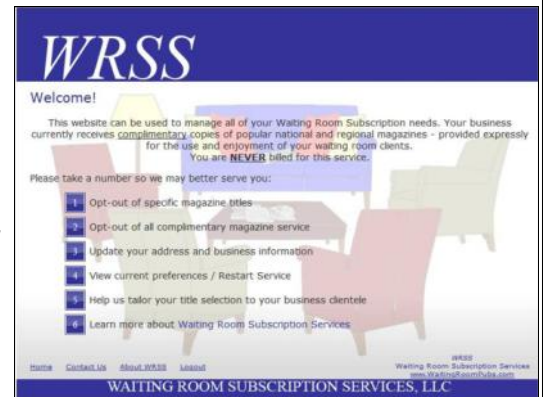 WRSS
Welcome!
This website can be used to manage all of your Waiting Room Subscription needs. Your business
currently receives complimentary copies of popular national and regional magazines - provided expressly
for the use and enjoyment of your waiting room clients.
You are NEVER billed for this service.
Please take a number so we may better serve you:
1 Opt-out of specific magazine titles
2 Opt-out of all complimentary magazine service
3 Update your address and business information
4 View current preferences / Restart Service
5 Help us tailor your title selection to your business clientele
6 Learn more about Waiting Room Subscription Services
WRSS
Home Contact Us About WRSS Logout Waiting Room Subscription Services
www.WaitingRoomPubs.com
WAITING ROOM SUBSCRIPTION SERVICES, LLC